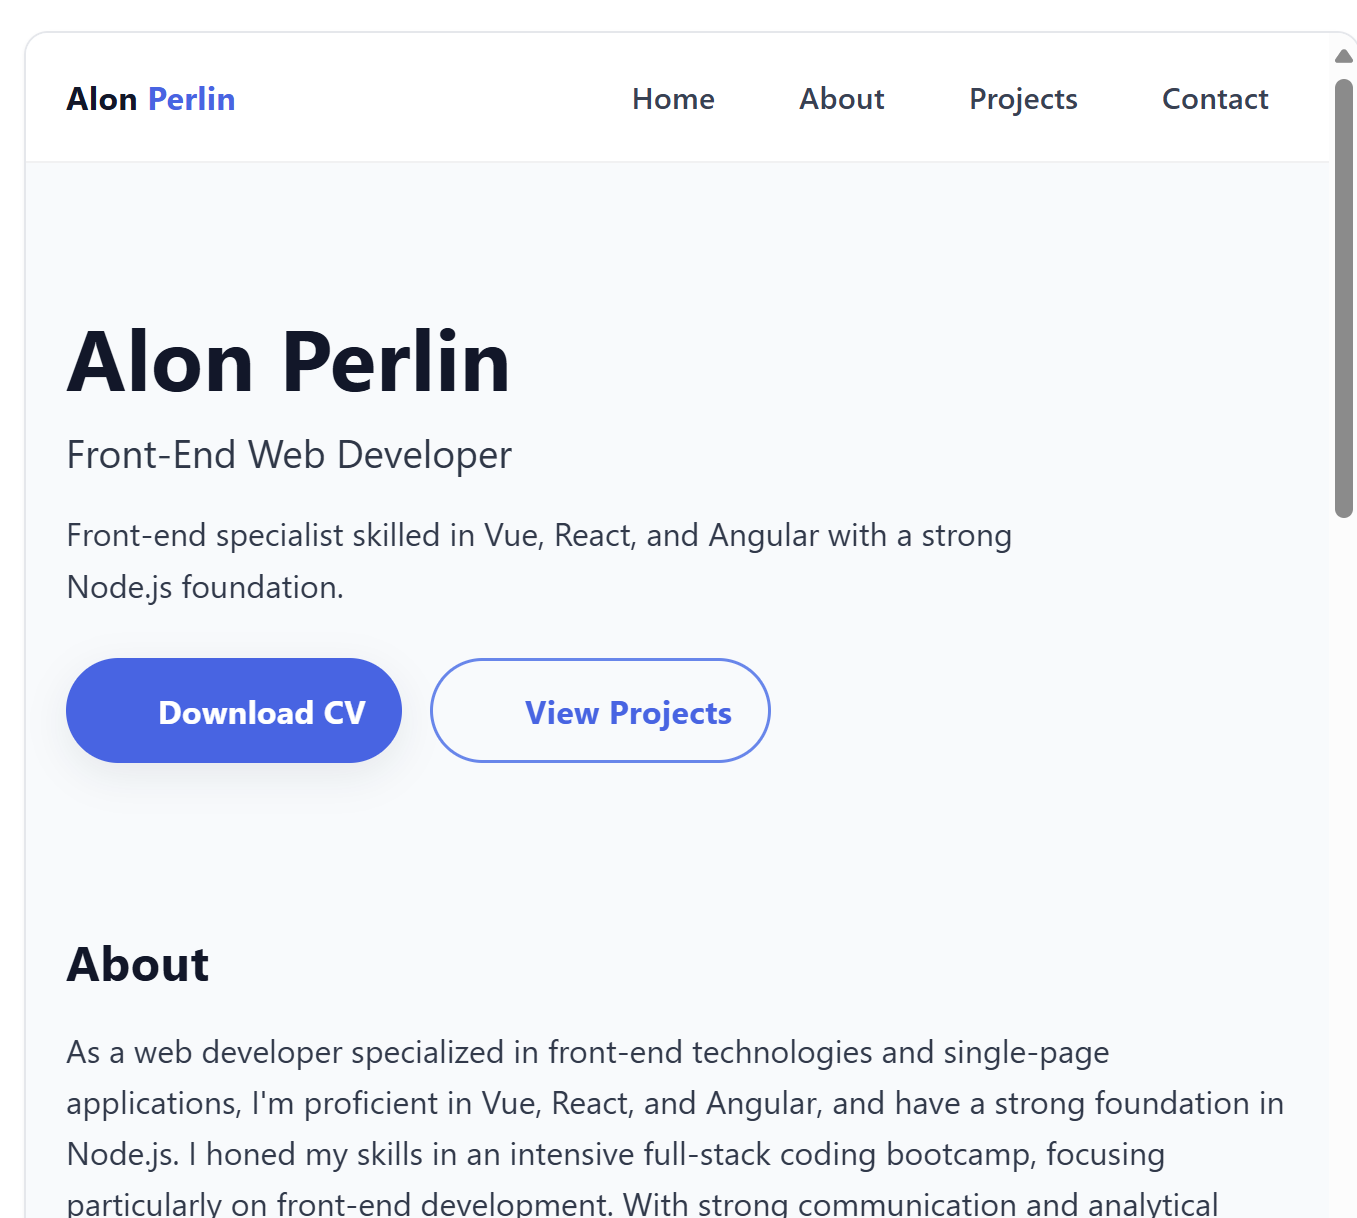 Alon Perlin
Home About Projects Contact
Alon Perlin
Front-End Web Developer
Front-end specialist skilled in Vue, React, and Angular with a strong
Node.js foundation.
Download CV View Projects
About
As a web developer specialized in front-end technologies and single-page
applications, I'm proficient in Vue, React, and Angular, and have a strong foundation in
Node.js. I honed my skills in an intensive full-stack coding bootcamp, focusing
particularly on front-end development. With strong communication and analytical